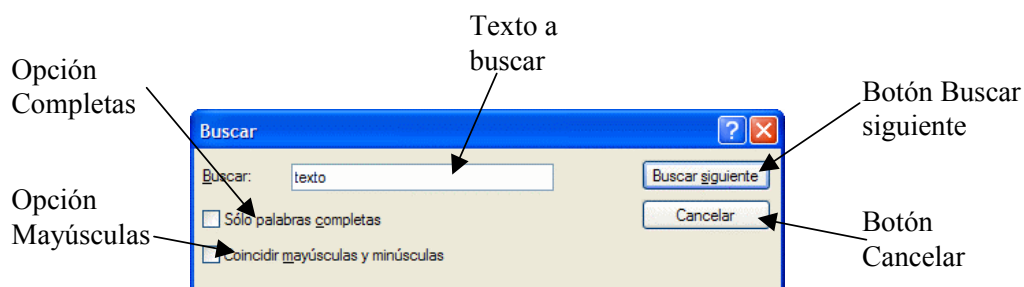 Texto a
buscar
Opción
Completas
Botón Buscar
siguiente
Buscar
?
Buscar: texto
Buscar siguiente
Sólo palabras completas
Cancelar
Opción
Mayúsculas
Coincidir mayúsculas y minúsculas
Botón
Cancelar